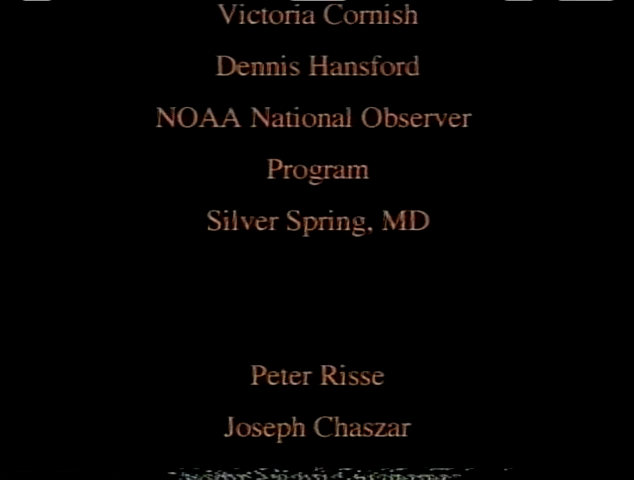 Victoria Cornish
Dennis Hansford
NOAA National Observer
Program
Silver Spring, MD
Peter Risse
Joseph Chaszar